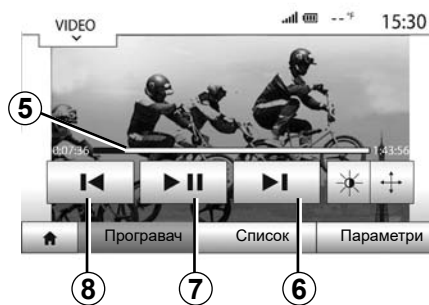 VIDEO
--°F
15:30
5
0:07:36
1:43:56
Програвач
Список
Параметри
8
7
6